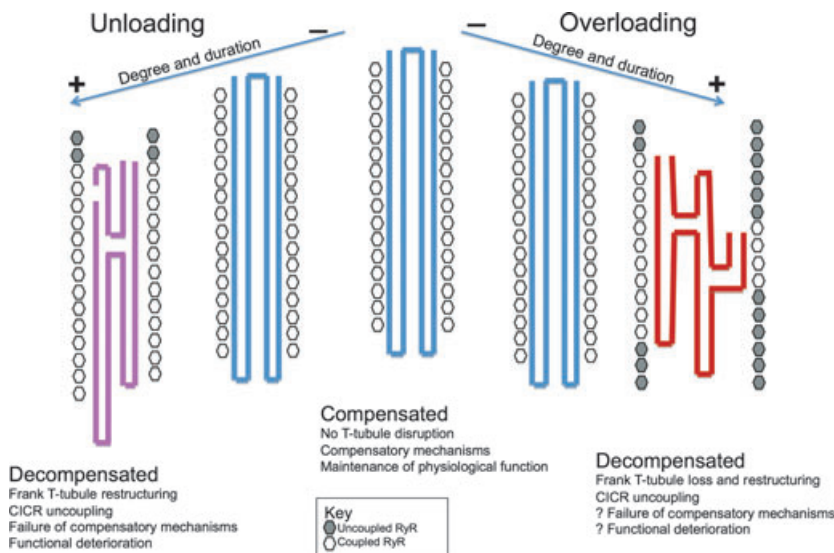 Unloading
Overloading
−
−
Degree and duration
Degree and duration
+
+
Compensated
No T-tubule disruption
Compensatory mechanisms
Maintenance of physiological function
Decompensated
Frank T-tubule restructuring
CICR uncoupling
Failure of compensatory mechanisms
Functional deterioration
Decompensated
Frank T-tubule loss and restructuring
CICR uncoupling
? Failure of compensatory mechanisms
? Functional deterioration
Key
Uncoupled RyR
Coupled RyR